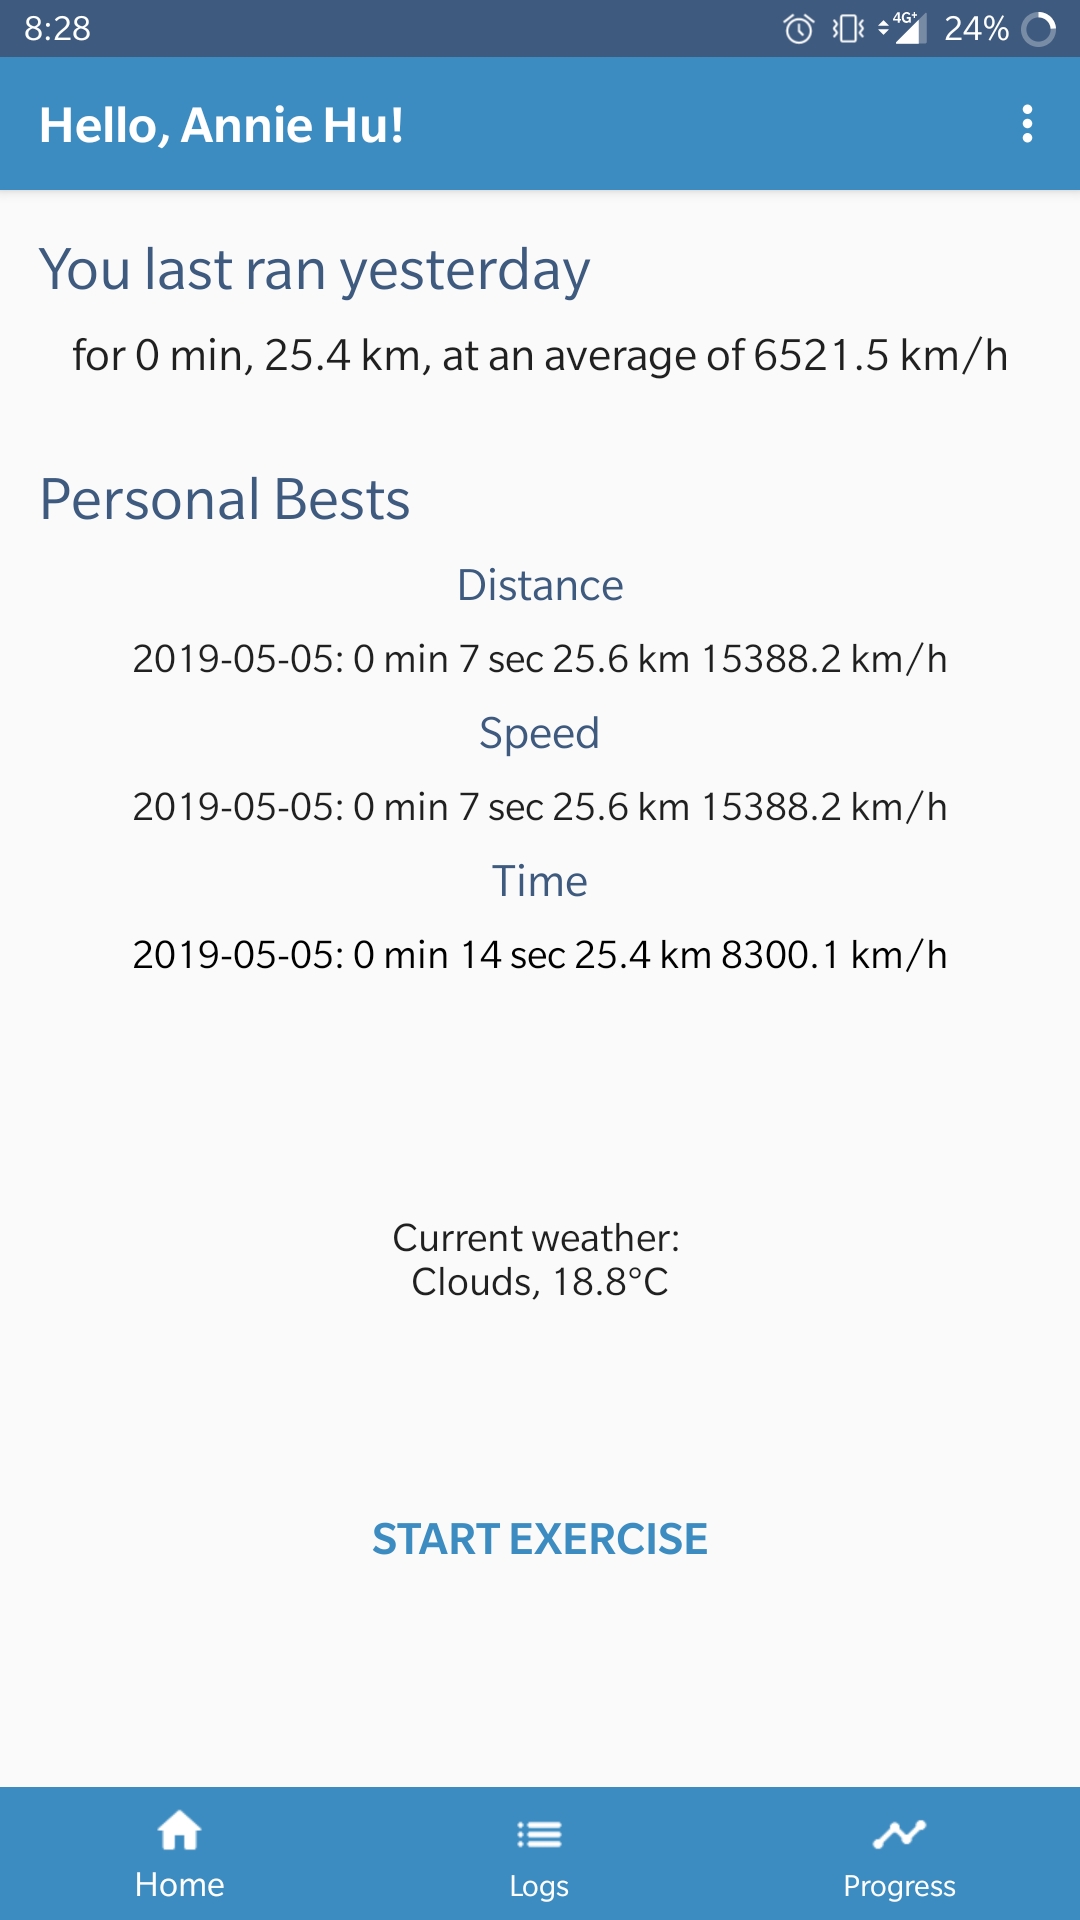 8:28
4G+ 24%
Hello, Annie Hu!
You last ran yesterday
for 0 min, 25.4 km, at an average of 6521.5 km/h
Personal Bests
Distance
2019-05-05: 0 min 7 sec 25.6 km 15388.2 km/h
Speed
2019-05-05: 0 min 7 sec 25.6 km 15388.2 km/h
Time
2019-05-05: 0 min 14 sec 25.4 km 8300.1 km/h
Current weather:
Clouds, 18.8°C
START EXERCISE
Home Logs Progress